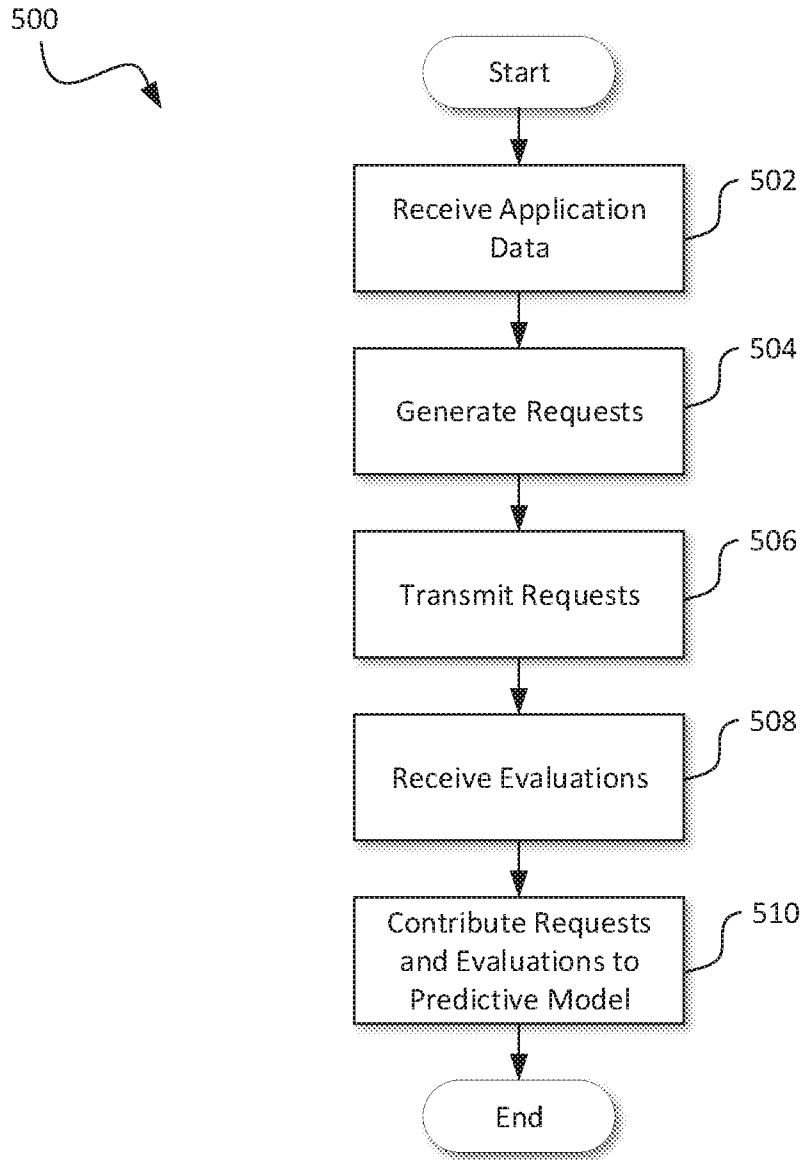 500
Start
Receive Application
Data
502
Generate Requests
504
Transmit Requests
506
Receive Evaluations
508
Contribute Requests
and Evaluations to
Predictive Model
510
End